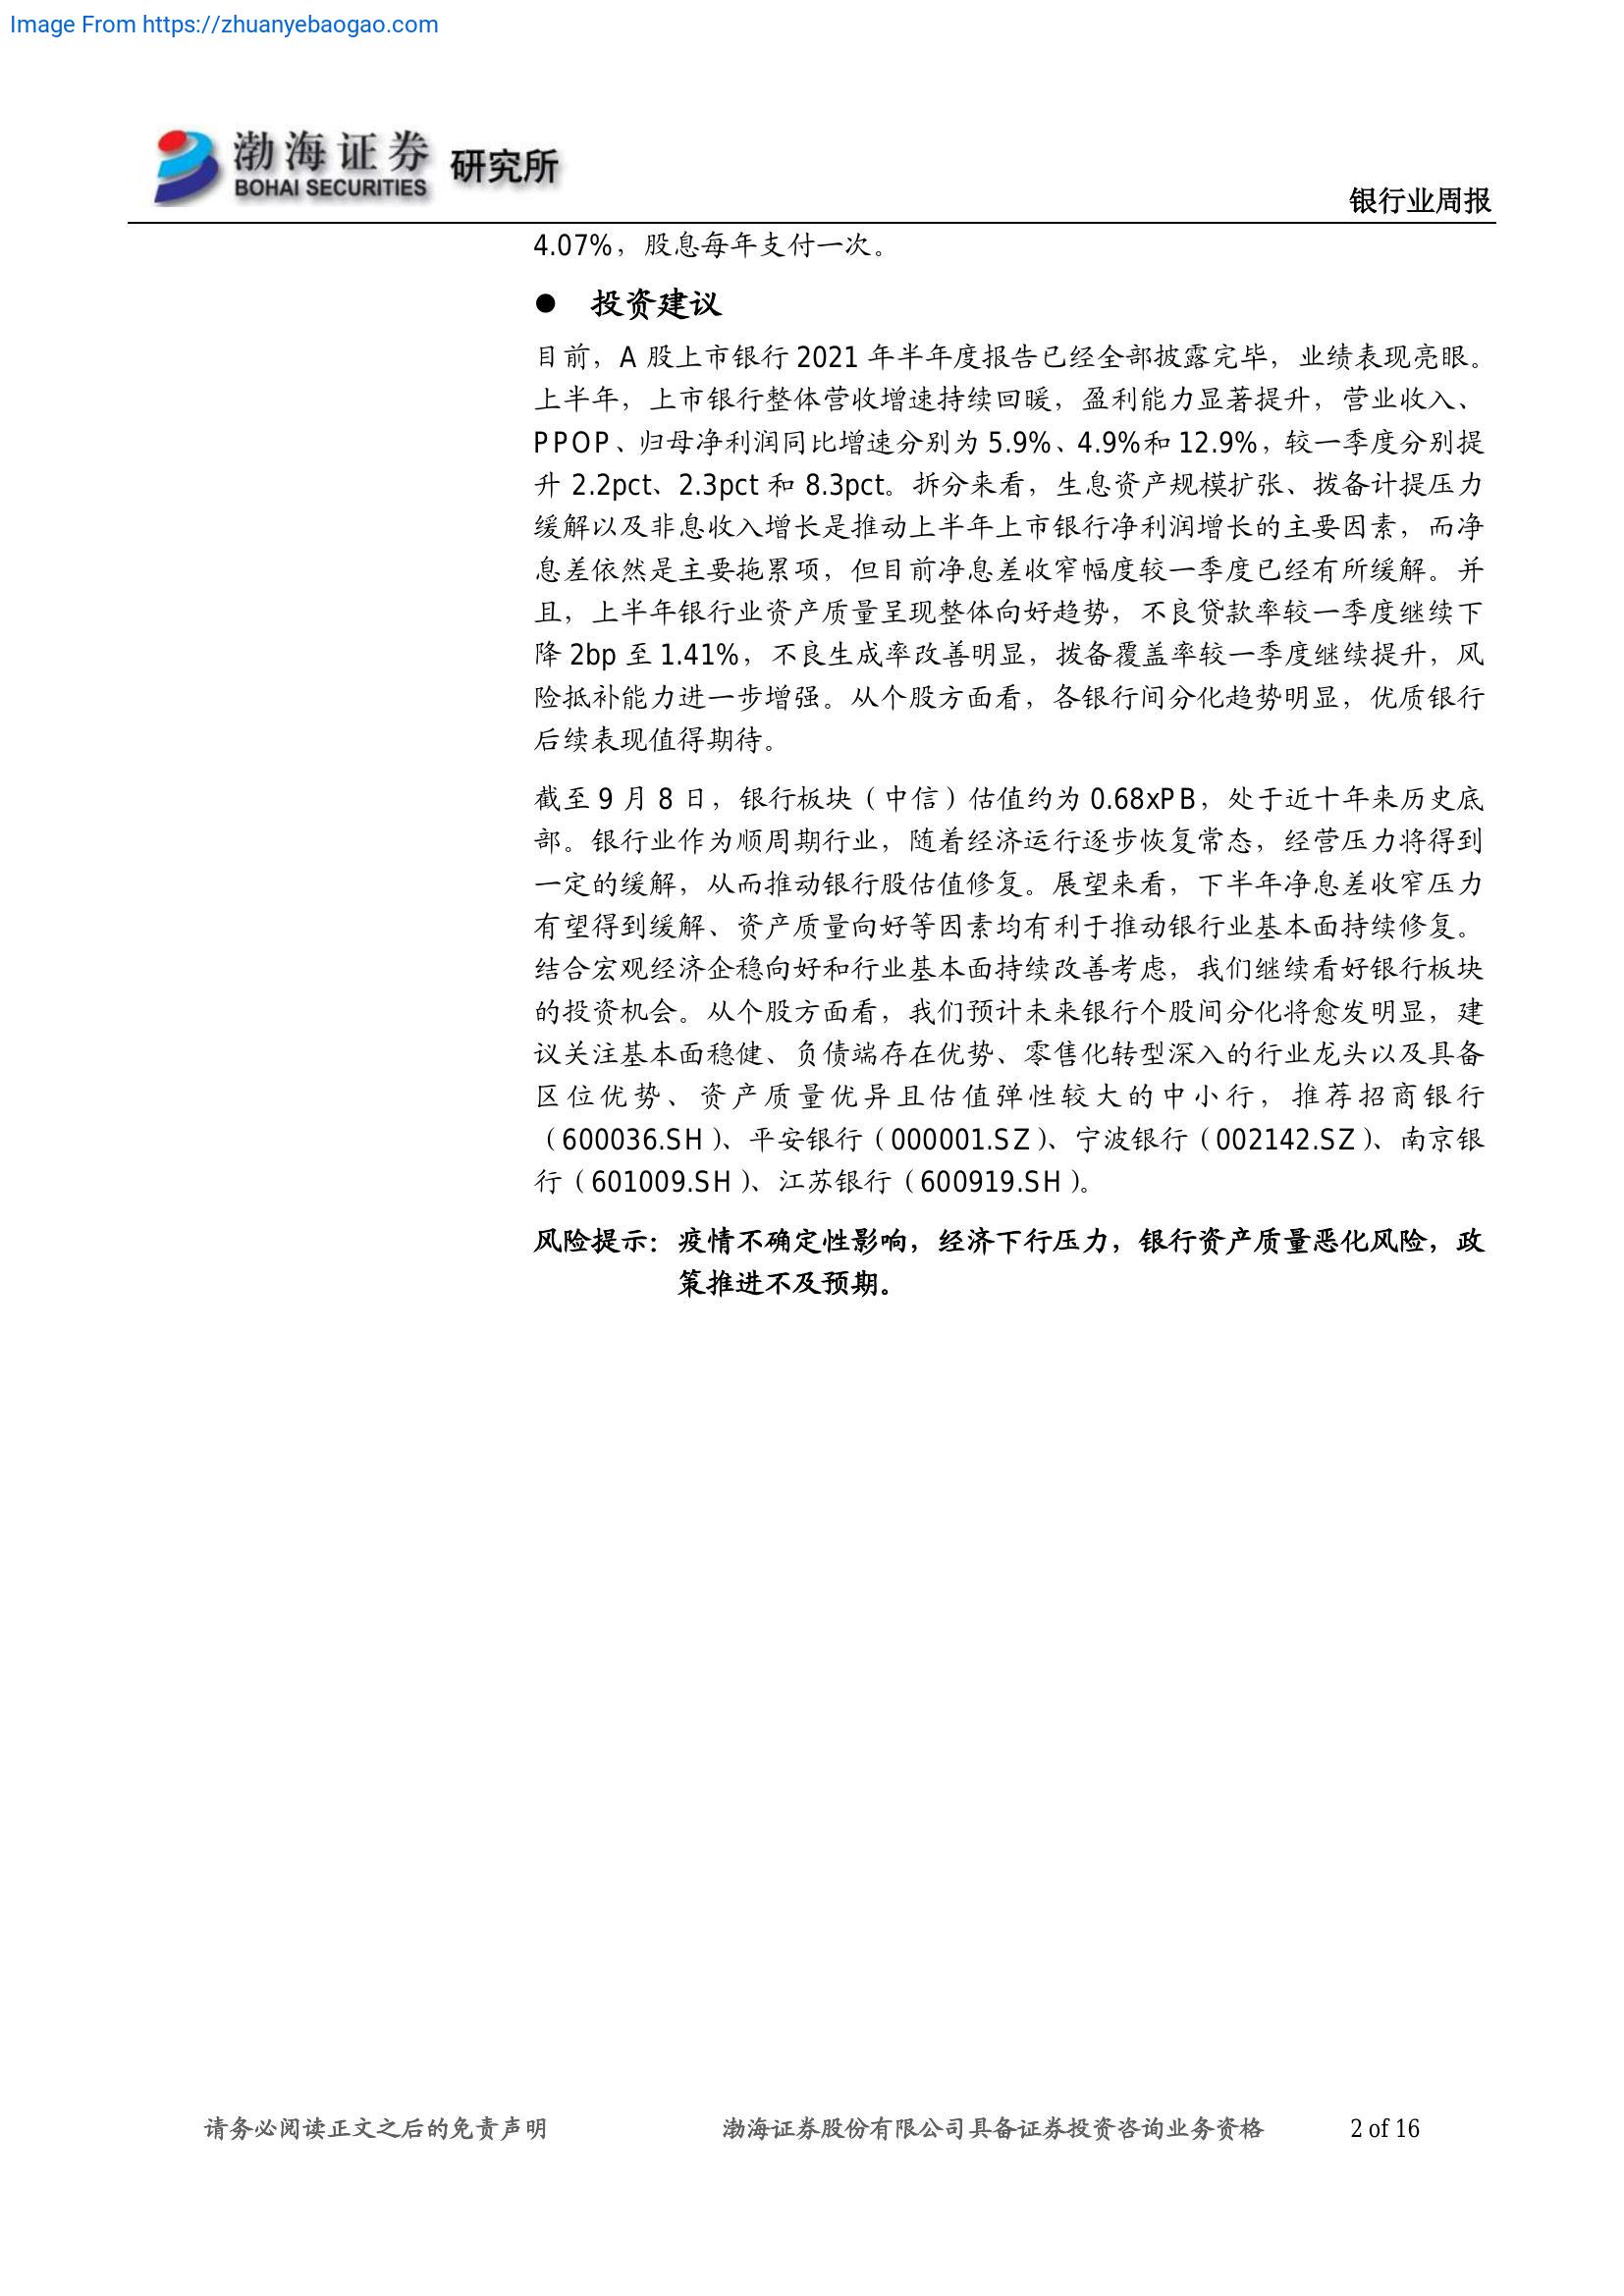 Image From https://zhuanyebaogao.com
渤海证券 研究所
BOHAI SECURITIES
银行业周报
4.07%，股息每年支付一次。
● 投资建议
目前，A 股上市银行 2021 年半年度报告已经全部披露完毕，业绩表现亮眼。
上半年，上市银行整体营收增速持续回暖，盈利能力显著提升，营业收入、
PPOP、归母净利润同比增速分别为 5.9%、4.9%和 12.9%，较一季度分别提
升 2.2pct、2.3pct 和 8.3pct。拆分来看，生息资产规模扩张、拨备计提压力
缓解以及非息收入增长是推动上半年上市银行净利润增长的主要因素，而净
息差依然是主要拖累项，但目前净息差收窄幅度较一季度已经有所缓解。并
且，上半年银行业资产质量呈现整体向好趋势，不良贷款率较一季度继续下
降 2bp 至 1.41%，不良生成率改善明显，拨备覆盖率较一季度继续提升，风
险抵补能力进一步增强。从个股方面看，各银行间分化趋势明显，优质银行
后续表现值得期待。
截至 9 月 8 日，银行板块（中信）估值约为 0.68xPB，处于近十年来历史底
部。银行业作为顺周期行业，随着经济运行逐步恢复常态，经营压力将得到
一定的缓解，从而推动银行股估值修复。展望来看，下半年净息差收窄压力
有望得到缓解、资产质量向好等因素均有利于推动银行业基本面持续修复。
结合宏观经济企稳向好和行业基本面持续改善考虑，我们继续看好银行板块
的投资机会。从个股方面看，我们预计未来银行个股间分化将愈发明显，建
议关注基本面稳健、负债端存在优势、零售化转型深入的行业龙头以及具备
区位优势、资产质量优异且估值弹性较大的中小行，推荐招商银行
（600036.SH）、平安银行（000001.SZ）、宁波银行（002142.SZ）、南京银
行（601009.SH）、江苏银行（600919.SH）。
风险提示：疫情不确定性影响，经济下行压力，银行资产质量恶化风险，政
策推进不及预期。
请务必阅读正文之后的免责声明 渤海证券股份有限公司具备证券投资咨询业务资格 2 of 16